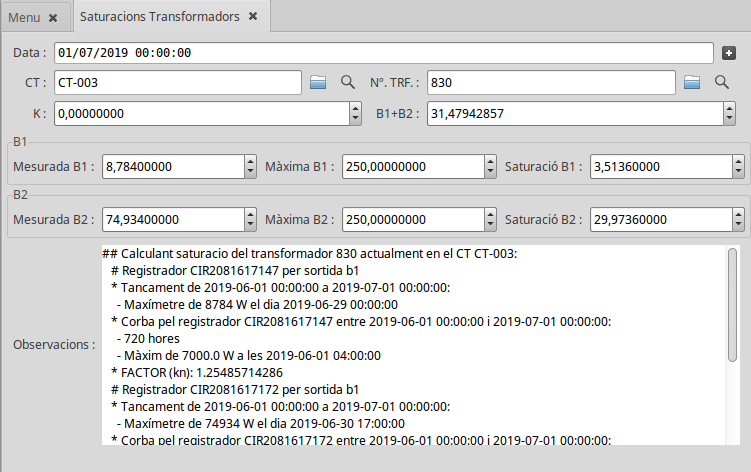 Menu
Saturacions Transformadors
Data : 01/07/2019 00:00:00
CT : CT-003 Nº. TRF. : 830
K : 0,00000000 B1+B2 : 31,47942857
B1
Mesurada B1 : 8,78400000 Màxima B1 : 250,00000000 Saturació B1 : 3,51360000
B2
Mesurada B2 : 74,93400000 Màxima B2 : 250,00000000 Saturació B2 : 29,97360000
Observacions :
## Calculant saturacio del transformador 830 actualment en el CT CT-003:
# Registrador CIR2081617147 per sortida b1
* Tancament de 2019-06-01 00:00:00 a 2019-07-01 00:00:00:
- Maxímetre de 8784 W el dia 2019-06-29 00:00:00
* Corba pel registrador CIR2081617147 entre 2019-06-01 00:00:00 i 2019-07-01 00:00:00:
- 720 hores
- Màxim de 7000.0 W a les 2019-06-01 04:00:00
* FACTOR (kn): 1.25485714286
# Registrador CIR2081617172 per sortida b1
* Tancament de 2019-06-01 00:00:00 a 2019-07-01 00:00:00:
- Maxímetre de 74934 W el dia 2019-06-30 17:00:00
* Corba pel registrador CIR2081617172 entre 2019-06-01 00:00:00 i 2019-07-01 00:00:00: